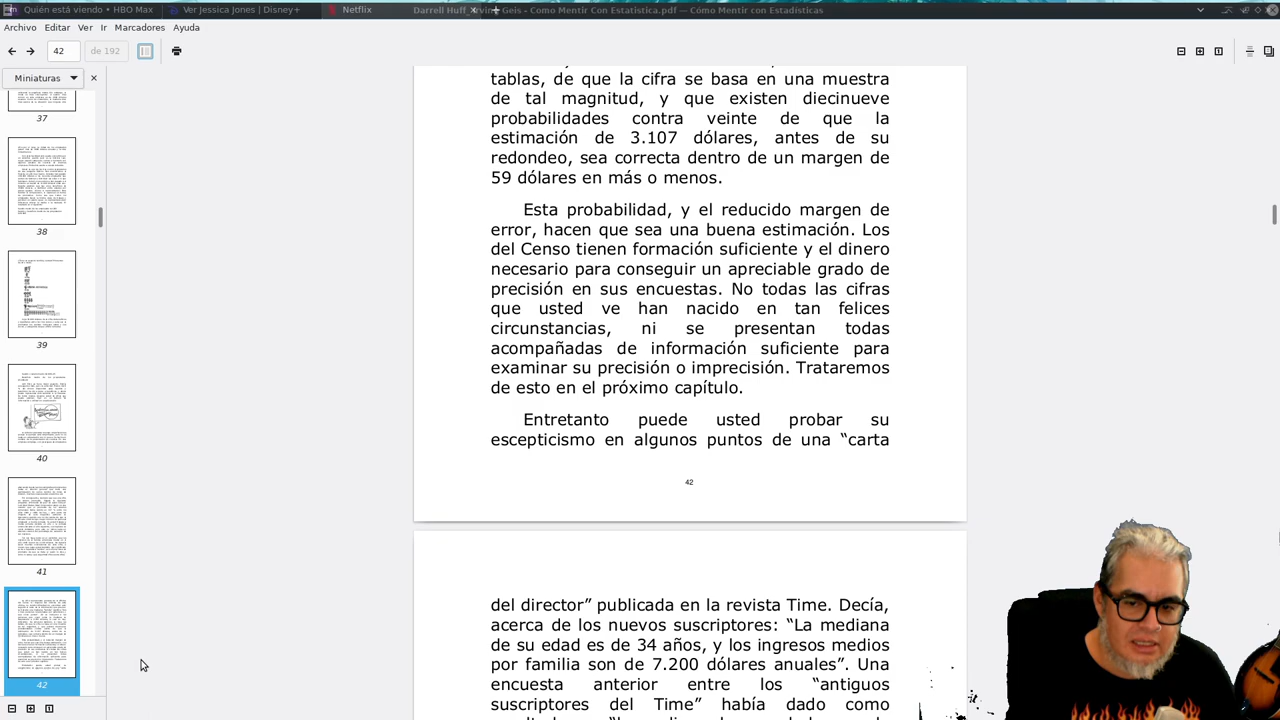 Quién está viendo • HBO Max
Ver Jessica Jones | Disney+
Netflix
Darrell Huff, Irving Geis - Como Mentir Con Estatistica.pdf — Cómo Mentir con Estadísticas
Archivo Editar Ver Ir Marcadores Ayuda
42 de 192
Miniaturas
37
38
39
40
41
42
tablas, de que la cifra se basa en una muestra
de tal magnitud, y que existen diecinueve
probabilidades contra veinte de que la
estimación de 3.107 dólares, antes de su
redondeo, sea correcta dentro de un margen de
59 dólares en más o menos.
Esta probabilidad, y el reducido margen de
error, hacen que sea una buena estimación. Los
del Censo tienen formación suficiente y el dinero
necesario para conseguir un apreciable grado de
precisión en sus encuestas. No todas las cifras
que usted ve han nacido en tan felices
circunstancias, ni se presentan todas
acompañadas de información suficiente para
examinar su precisión o imprecisión. Trataremos
de esto en el próximo capítulo.
Entretanto puede usted probar su
escepticismo en algunos puntos de una “carta
42
del director” publicada en la revista Time. Decía,
acerca de los nuevos suscriptores: “La mediana
de su edad es de 34 años, y los ingresos medios
por familia son de 7.200 dólares anuales”. Una
encuesta anterior entre los “antiguos
suscriptores del Time” había dado como